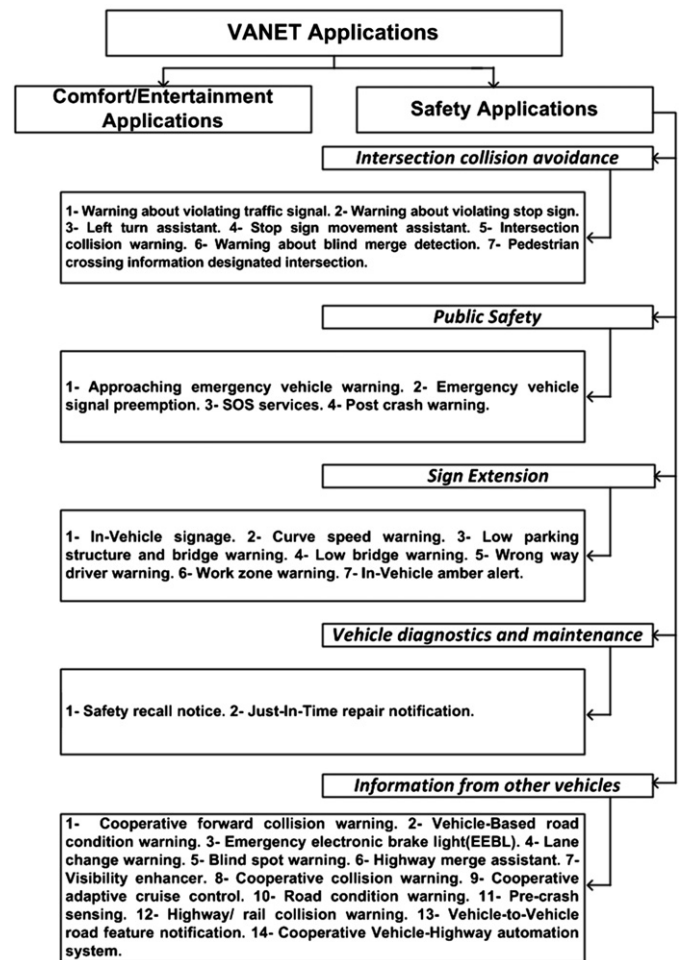 VANET Applications
Comfort/Entertainment
Applications
Safety Applications
Intersection collision avoidance
1- Warning about violating traffic signal. 2- Warning about violating stop sign.
3- Left turn assistant. 4- Stop sign movement assistant. 5- Intersection
collision warning. 6- Warning about blind merge detection. 7- Pedestrian
crossing information designated intersection.
Public Safety
1- Approaching emergency vehicle warning. 2- Emergency vehicle
signal preemption. 3- SOS services. 4- Post crash warning.
Sign Extension
1- In-Vehicle signage. 2- Curve speed warning. 3- Low parking
structure and bridge warning. 4- Low bridge warning. 5- Wrong way
driver warning. 6- Work zone warning. 7- In-Vehicle amber alert.
Vehicle diagnostics and maintenance
1- Safety recall notice. 2- Just-In-Time repair notification.
Information from other vehicles
1- Cooperative forward collision warning. 2- Vehicle-Based road
condition warning. 3- Emergency electronic brake light(EEBL). 4- Lane
change warning. 5- Blind spot warning. 6- Highway merge assistant. 7-
Visibility enhancer. 8- Cooperative collision warning. 9- Cooperative
adaptive cruise control. 10- Road condition warning. 11- Pre-crash
sensing. 12- Highway/ rail collision warning. 13- Vehicle-to-Vehicle
road feature notification. 14- Cooperative Vehicle-Highway automation
system.